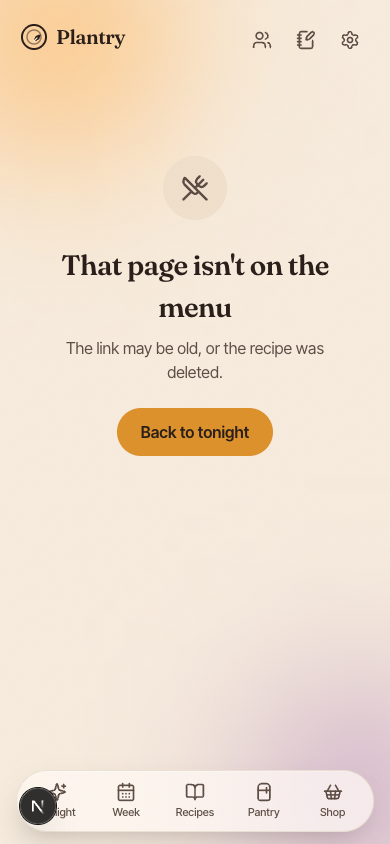 Plantry
That page isn't on the
menu
The link may be old, or the recipe was
deleted.
Back to tonight
N
Week
Recipes
Pantry
Shop